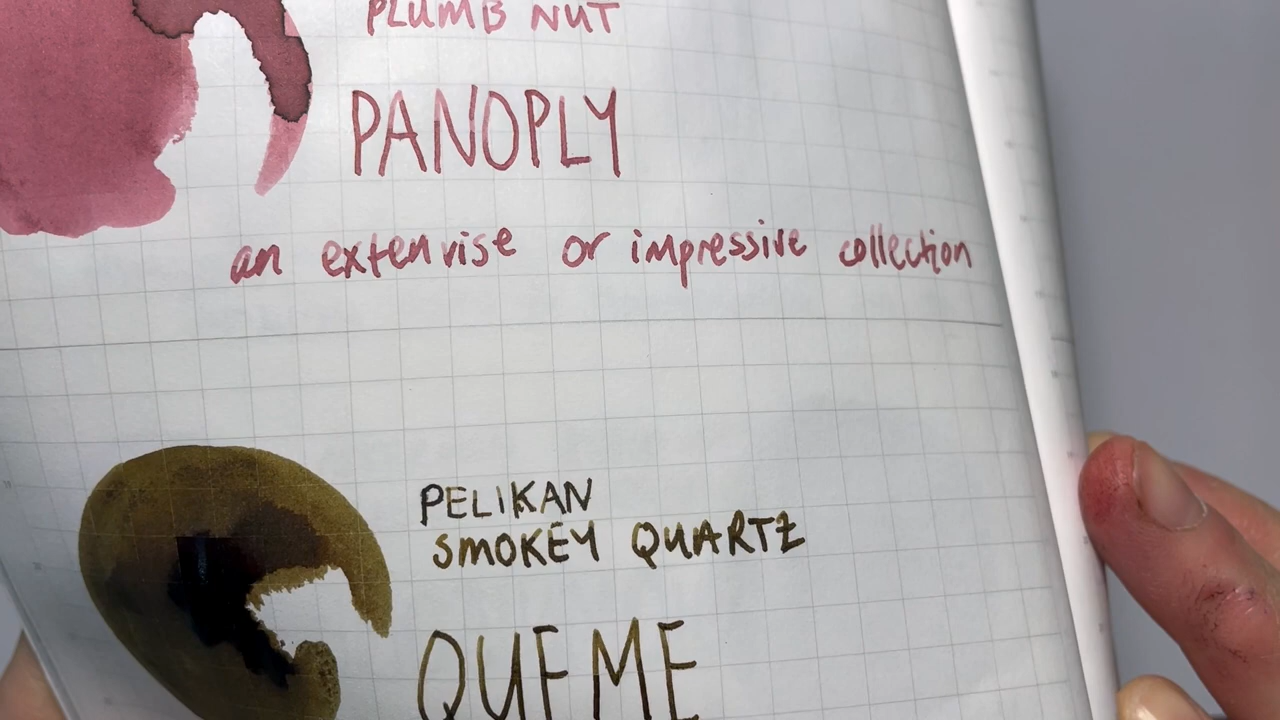 PLUMB NUT
PANOPLY
an extenvise or impressive collection
PELIKAN
SMOKEY QUARTZ
QUEME